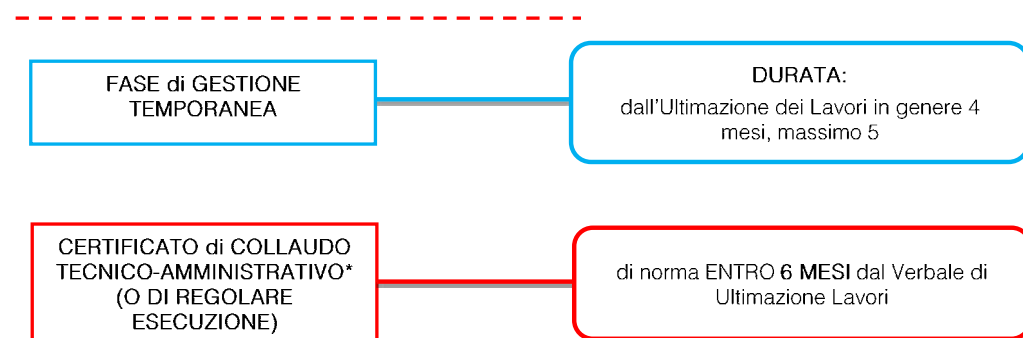 FASE di GESTIONE
TEMPORANEA
DURATA:
dall'Ultimazione dei Lavori in genere 4
mesi, massimo 5
CERTIFICATO di COLLAUDO
TECNICO-AMMINISTRATIVO*
(O DI REGOLARE
ESECUZIONE)
di norma ENTRO 6 MESI dal Verbale di
Ultimazione Lavori